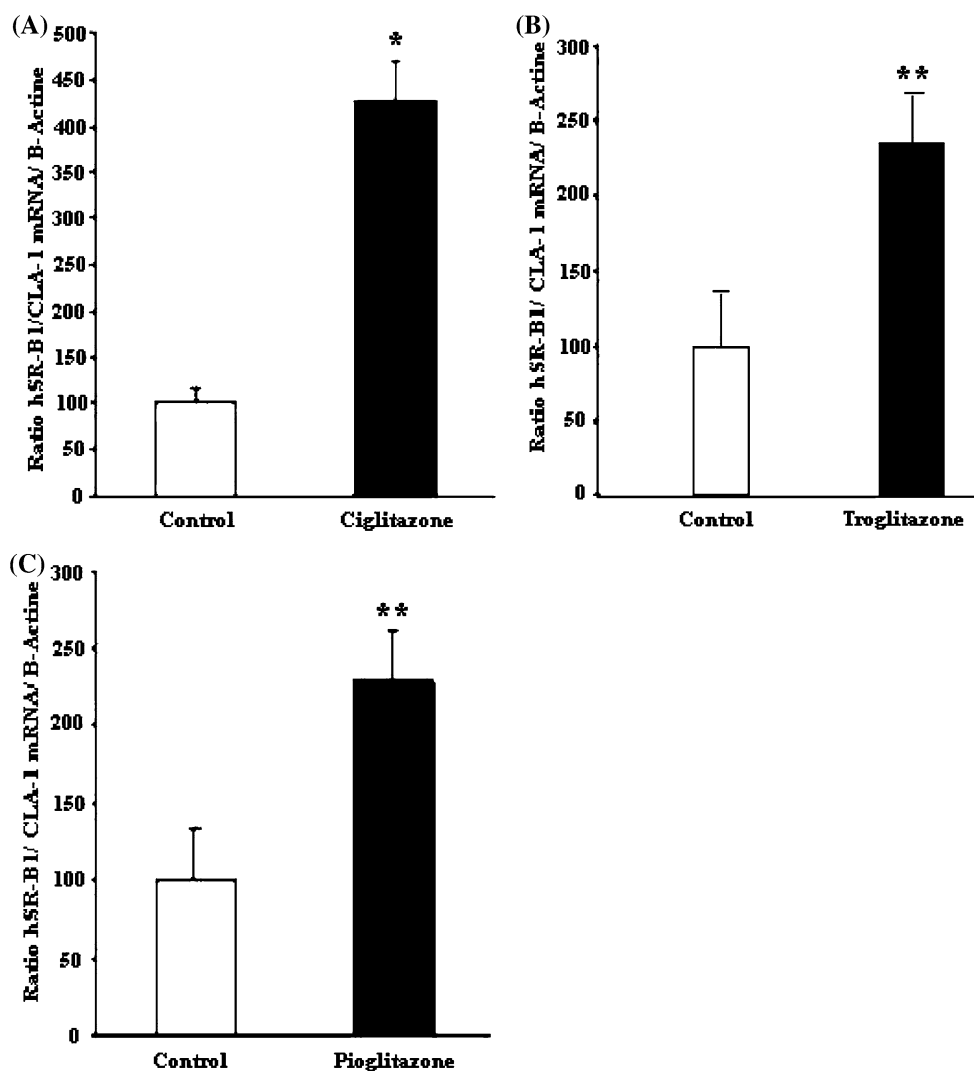 (A)
Ratio hSR-B1/CLA-1 mRNA/ B-Actine
500
450
400
350
300
250
200
150
100
50
0
*
Control
Ciglitazone
(B)
Ratio hSR-B1/ CLA-1 mRNA/ B-Actine
300
250
200
150
100
50
0
**
Control
Troglitazone
(C)
Ratio hSR-B1/ CLA-1 mRNA/ B-Actine
300
250
200
150
100
50
0
**
Control
Pioglitazone